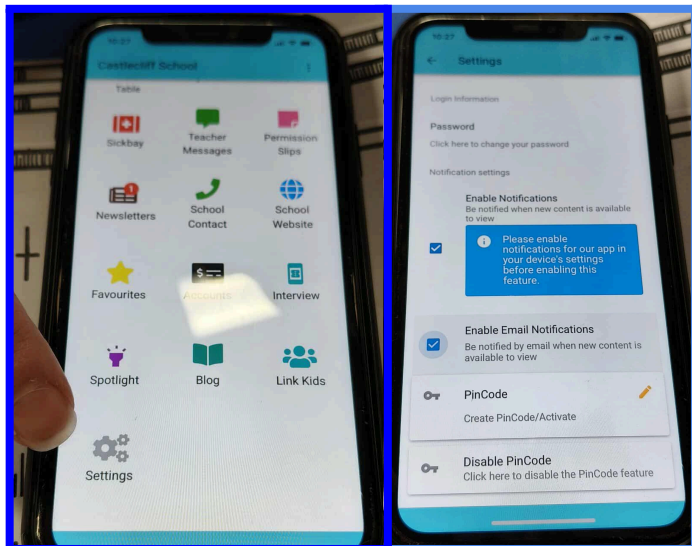 10:27
Castlecliff School
Table
Sickbay
Teacher
Messages
Permission
Slips
1
Newsletters
School
Contact
School
Website
Favourites
Accounts
Interview
Spotlight
Blog
Link Kids
Settings
10:27
Settings
Login Information
Password
Click here to change your password
Notification settings
Enable Notifications
Be notified when new content is available
to view
Please enable
notifications for our app in
your device's settings
before enabling this
feature.
Enable Email Notifications
Be notified by email when new content is
available to view
PinCode
Create PinCode/Activate
Disable PinCode
Click here to disable the PinCode feature